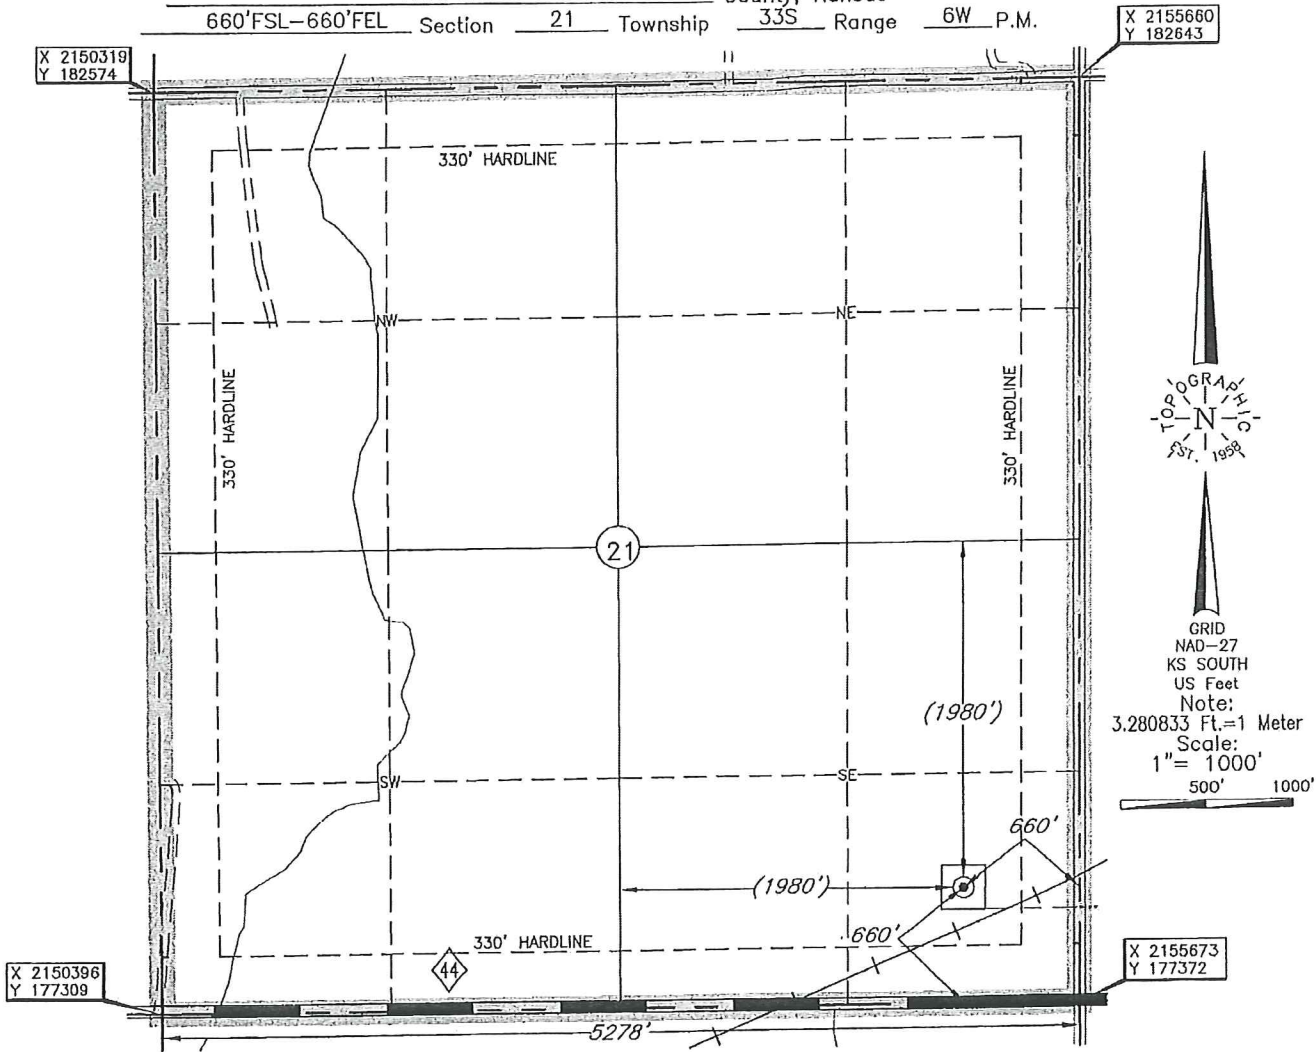 County, Kansas
660'FSL-660'FEL Section 21 Township 33S Range 6W P.M.
X 2150319
Y 182574
X 2155660
Y 182643
330' HARDLINE
NW
NE
330' HARDLINE
330' HARDLINE
TOPOGRAPHIC
N
EST. 1958
21
GRID
NAD-27
KS SOUTH
US Feet
Note:
3.280833 Ft.=1 Meter
Scale:
1"= 1000'
500' 1000'
(1980')
SW
SE
660'
(1980')
660'
330' HARDLINE
44
X 2150396
Y 177309
X 2155673
Y 177372
5278'